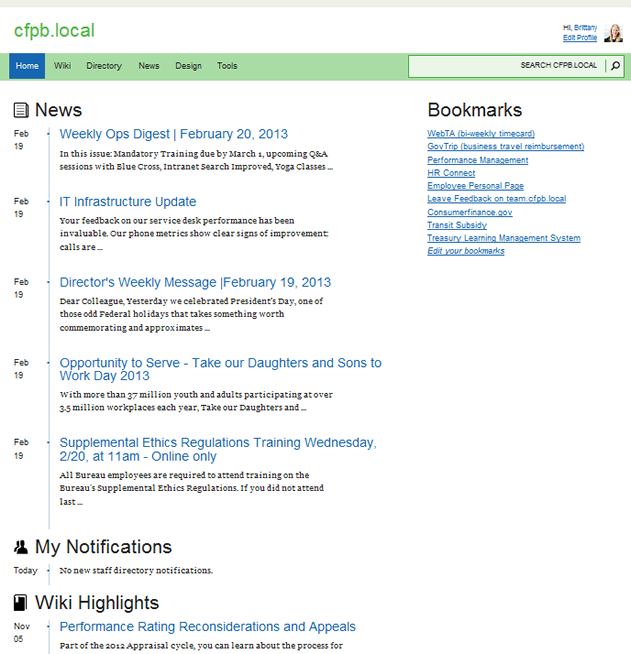 cfpb.local
Hi, Brittany
Edit Profile
Home Wiki Directory News Design Tools
SEARCH CFPB.LOCAL
News
Feb
19
Weekly Ops Digest | February 20, 2013
In this issue: Mandatory Training due by March 1, upcoming Q&A
sessions with Blue Cross, Intranet Search Improved, Yoga Classes ...
Feb
19
IT Infrastructure Update
Your feedback on our service desk performance has been
invaluable. Our phone metrics show clear signs of improvement:
calls are ...
Feb
19
Director's Weekly Message |February 19, 2013
Dear Colleague, Yesterday we celebrated President's Day, one of
those odd Federal holidays that takes something worth
commemorating and approximates ...
Feb
19
Opportunity to Serve - Take our Daughters and Sons to
Work Day 2013
With more than 37 million youth and adults participating at over
3.5 million workplaces each year, Take our Daughters and ...
Feb
19
Supplemental Ethics Regulations Training Wednesday,
2/20, at 11am - Online only
All Bureau employees are required to attend training on the
Bureau's Supplemental Ethics Regulations. If you did not attend
last ...
My Notifications
Today
No new staff directory notifications.
Wiki Highlights
Nov
05
Performance Rating Reconsiderations and Appeals
Part of the 2012 Appraisal cycle, you can learn about the process for
Bookmarks
WebTA (bi-weekly timecard)
GovTrip (business travel reimbursement)
Performance Management
HR Connect
Employee Personal Page
Leave Feedback on team.cfpb.local
Consumerfinance.gov
Transit Subsidy
Treasury Learning Management System
Edit your bookmarks